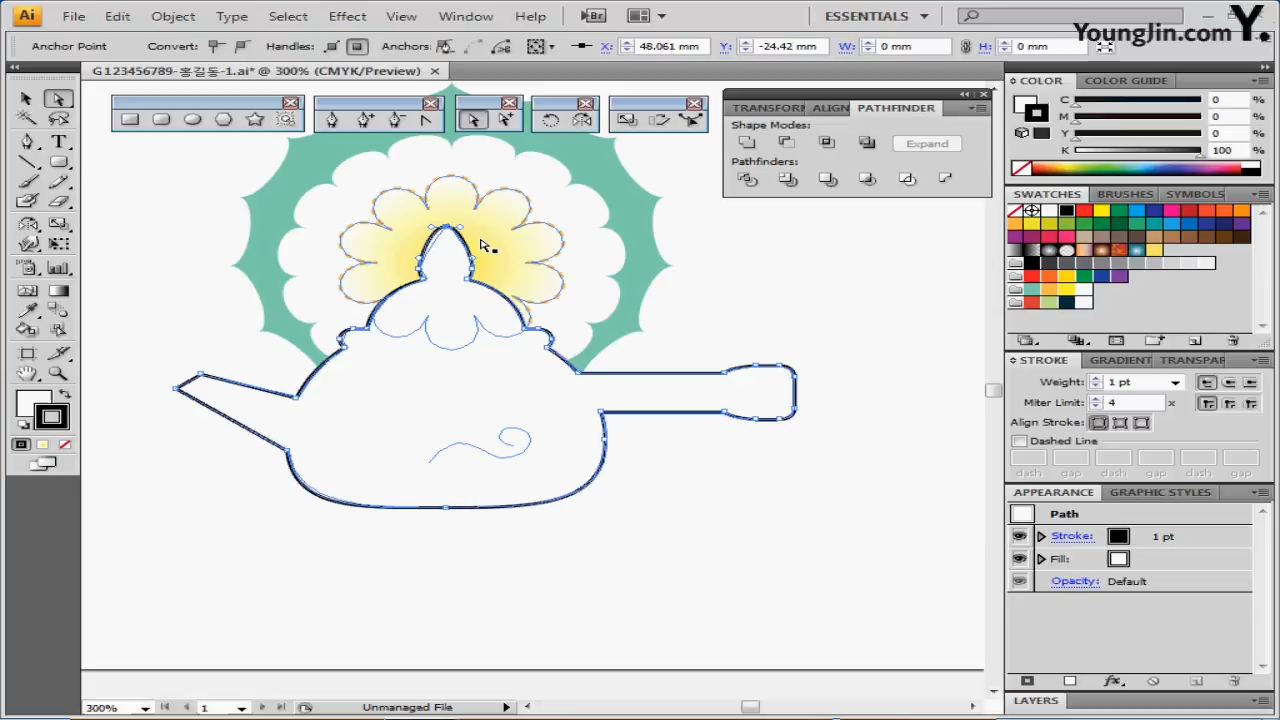 Ai File Edit Object Type Select Effect View Window Help Br ESSENTIALS
YoungJin.com Y.
Anchor Point Convert: Handles: Anchors: X: 48.061 mm Y: -24.42 mm W: 0 mm H: 0 mm
G123456789-홍길동-1.ai* @ 300% (CMYK/Preview)
TRANSFORM ALIGN PATHFINDER
Shape Modes:
Expand
Pathfinders:
COLOR COLOR GUIDE
C 0
M 0
Y 0
K 100 %
SWATCHES BRUSHES SYMBOLS
STROKE GRADIENT TRANSPAR
Weight: 1 pt
Miter Limit: 4 x
Align Stroke:
Dashed Line
dash gap dash gap dash gap
APPEARANCE GRAPHIC STYLES
Path
Stroke: 1 pt
Fill:
Opacity: Default
fx
LAYERS
300% 1 Unmanaged File